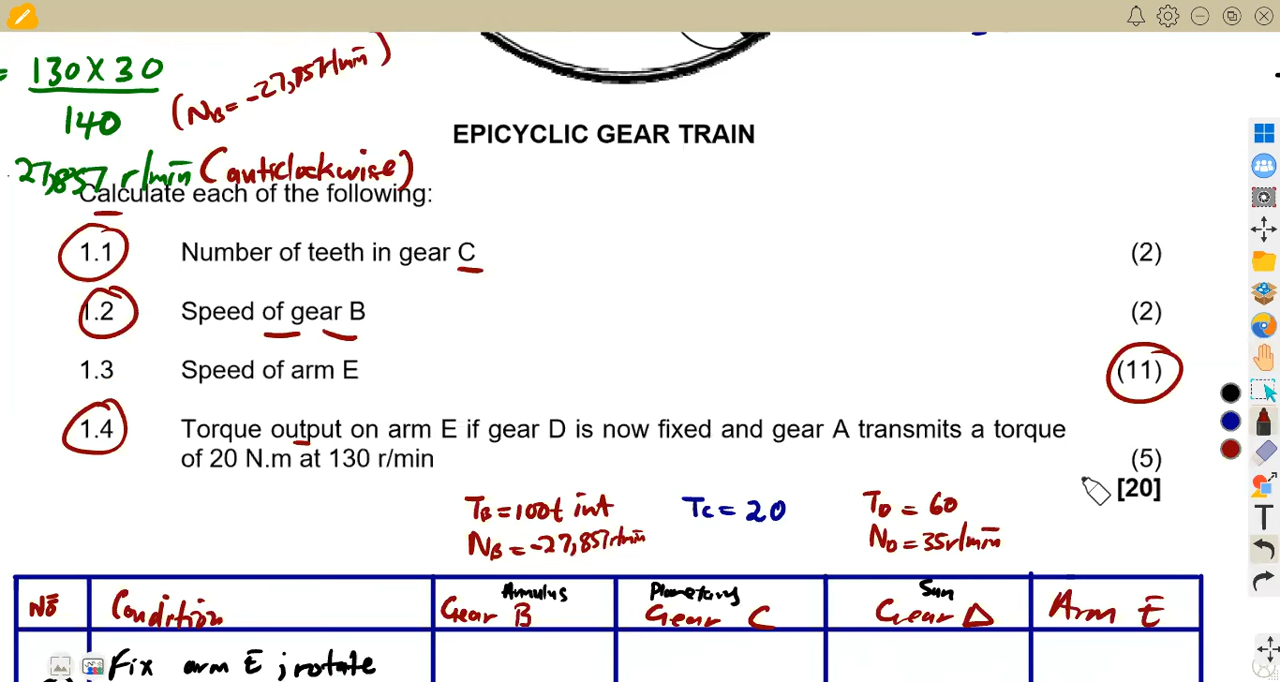 = 130 X 30
140
(NB = -27,857r/min)
27,857 r/min (anticlockwise)
EPICYCLIC GEAR TRAIN
Calculate each of the following:
1.1 Number of teeth in gear C (2)
1.2 Speed of gear B (2)
1.3 Speed of arm E (11)
1.4 Torque output on arm E if gear D is now fixed and gear A transmits a torque
of 20 N.m at 130 r/min (5)
[20]
TB = 100t int TC = 20 TD = 60
NB = -27,857r/min ND = 35r/min
Annulus Planetary Sun
No Condition Gear B Gear C Gear D Arm E
Fix arm E ; rotate